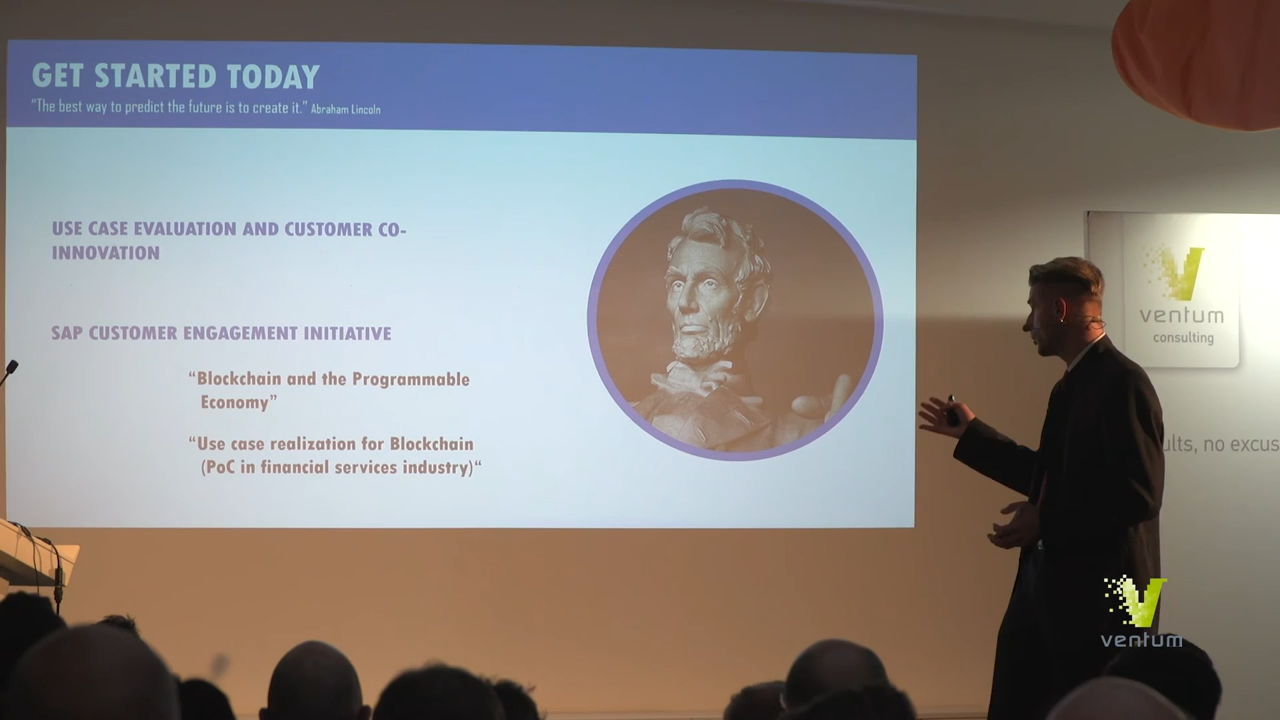 GET STARTED TODAY
"The best way to predict the future is to create it." Abraham Lincoln
USE CASE EVALUATION AND CUSTOMER CO-
INNOVATION
SAP CUSTOMER ENGAGEMENT INITIATIVE
"Blockchain and the Programmable
Economy"
"Use case realization for Blockchain
(PoC in financial services industry)"
ventum
consulting
no excus
ventum